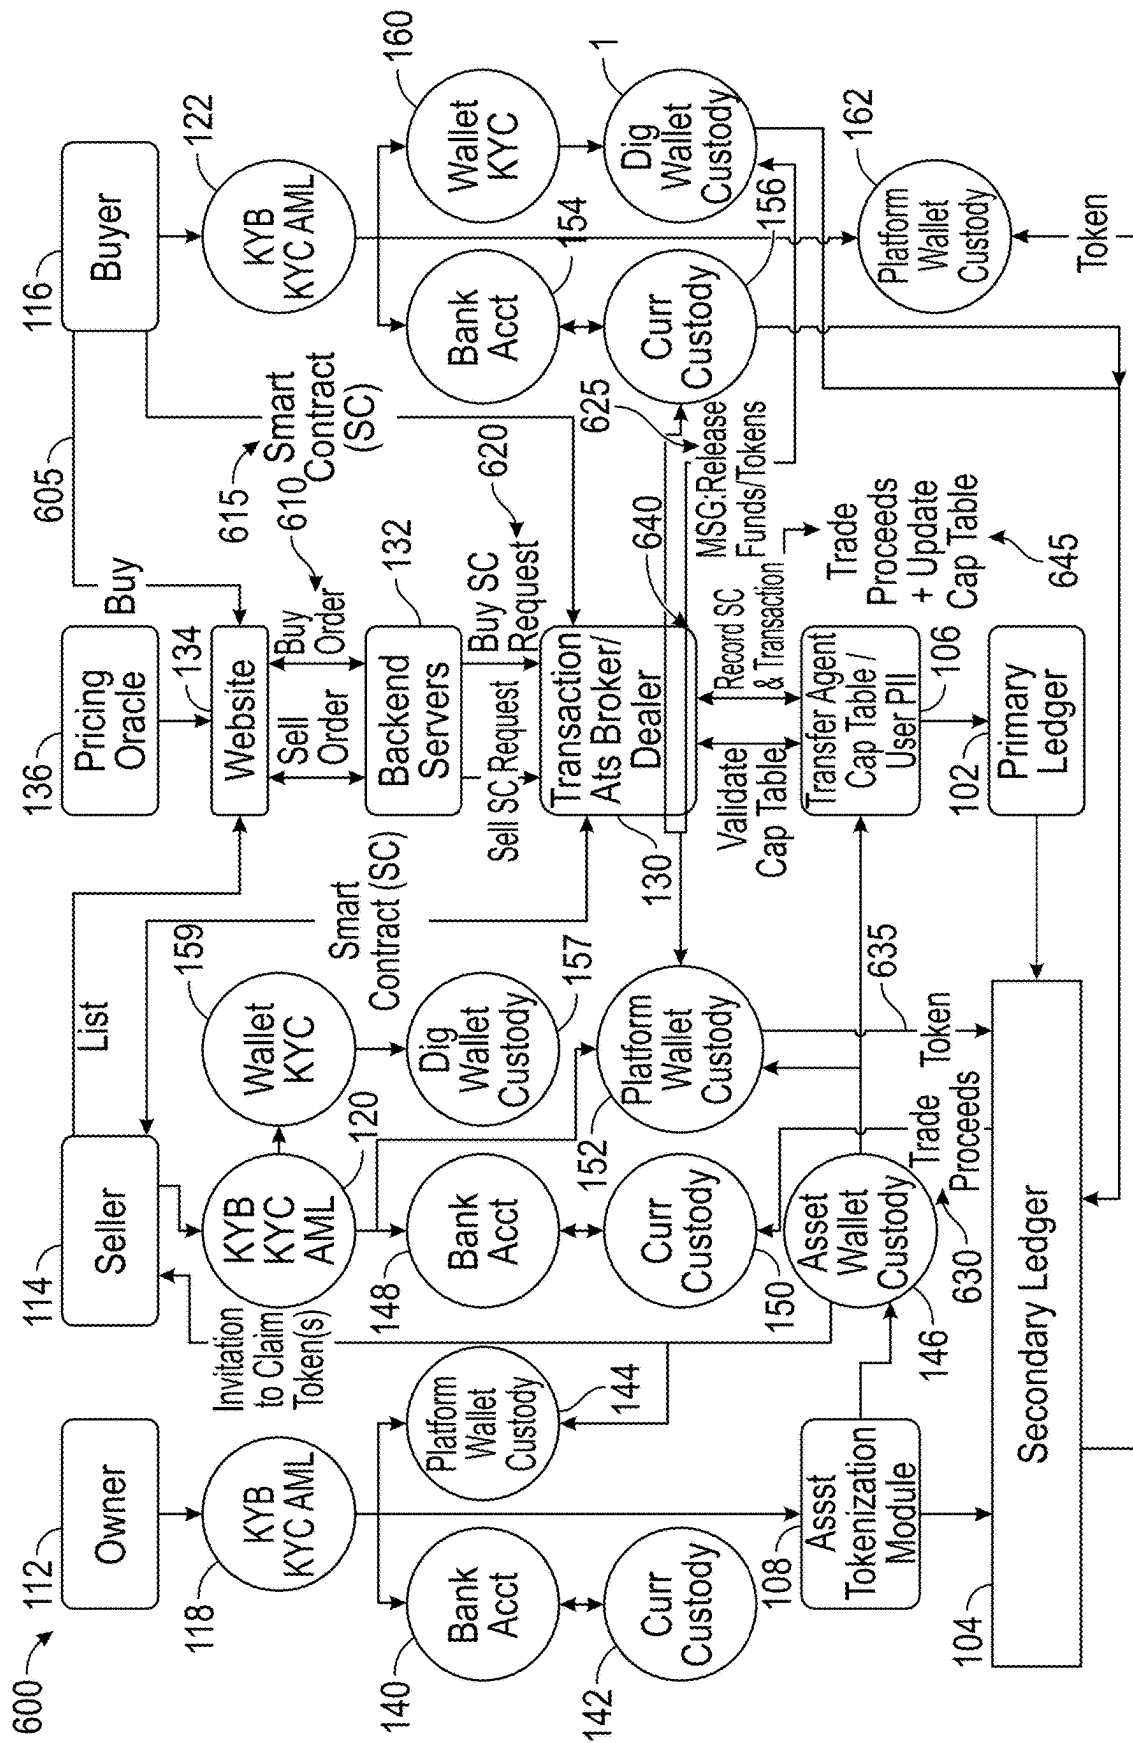 600
112
Owner
118
KYB
KYC AML
140
Bank
Acct
142
Curr
Custody
Platform
Wallet
Custody
144
108
Assst
Tokenization
Module
104
Secondary Ledger
114
Seller
Invitation
to Claim
Token(s)
KYB
KYC
AML
120
159
Wallet
KYC
Dig
Wallet
Custody
157
148
Bank
Acct
Curr
Custody
150
152
Platform
Wallet
Custody
Asset
Wallet
Custody
146
630
Trade
Proceeds
635
Token
List
Smart
Contract (SC)
136
Pricing
Oracle
134
Website
Sell
Order
Buy
Order
610
Backend
Servers
132
Sell SC Request
Buy SC
Request
620
Transaction
Ats Broker/
Dealer
130
640
Validate
Cap Table
Record SC
& Transaction
Transfer Agent
Cap Table /
User PII
106
102
Primary
Ledger
Trade
Proceeds
+ Update
Cap Table
645
605
Buy
615
Smart
Contract
(SC)
625
MSG:Release
Funds/Tokens
116
Buyer
122
KYB
KYC AML
Bank
Acct
154
160
Wallet
KYC
Curr
Custody
156
1
Dig
Wallet
Custody
162
Platform
Wallet
Custody
Token